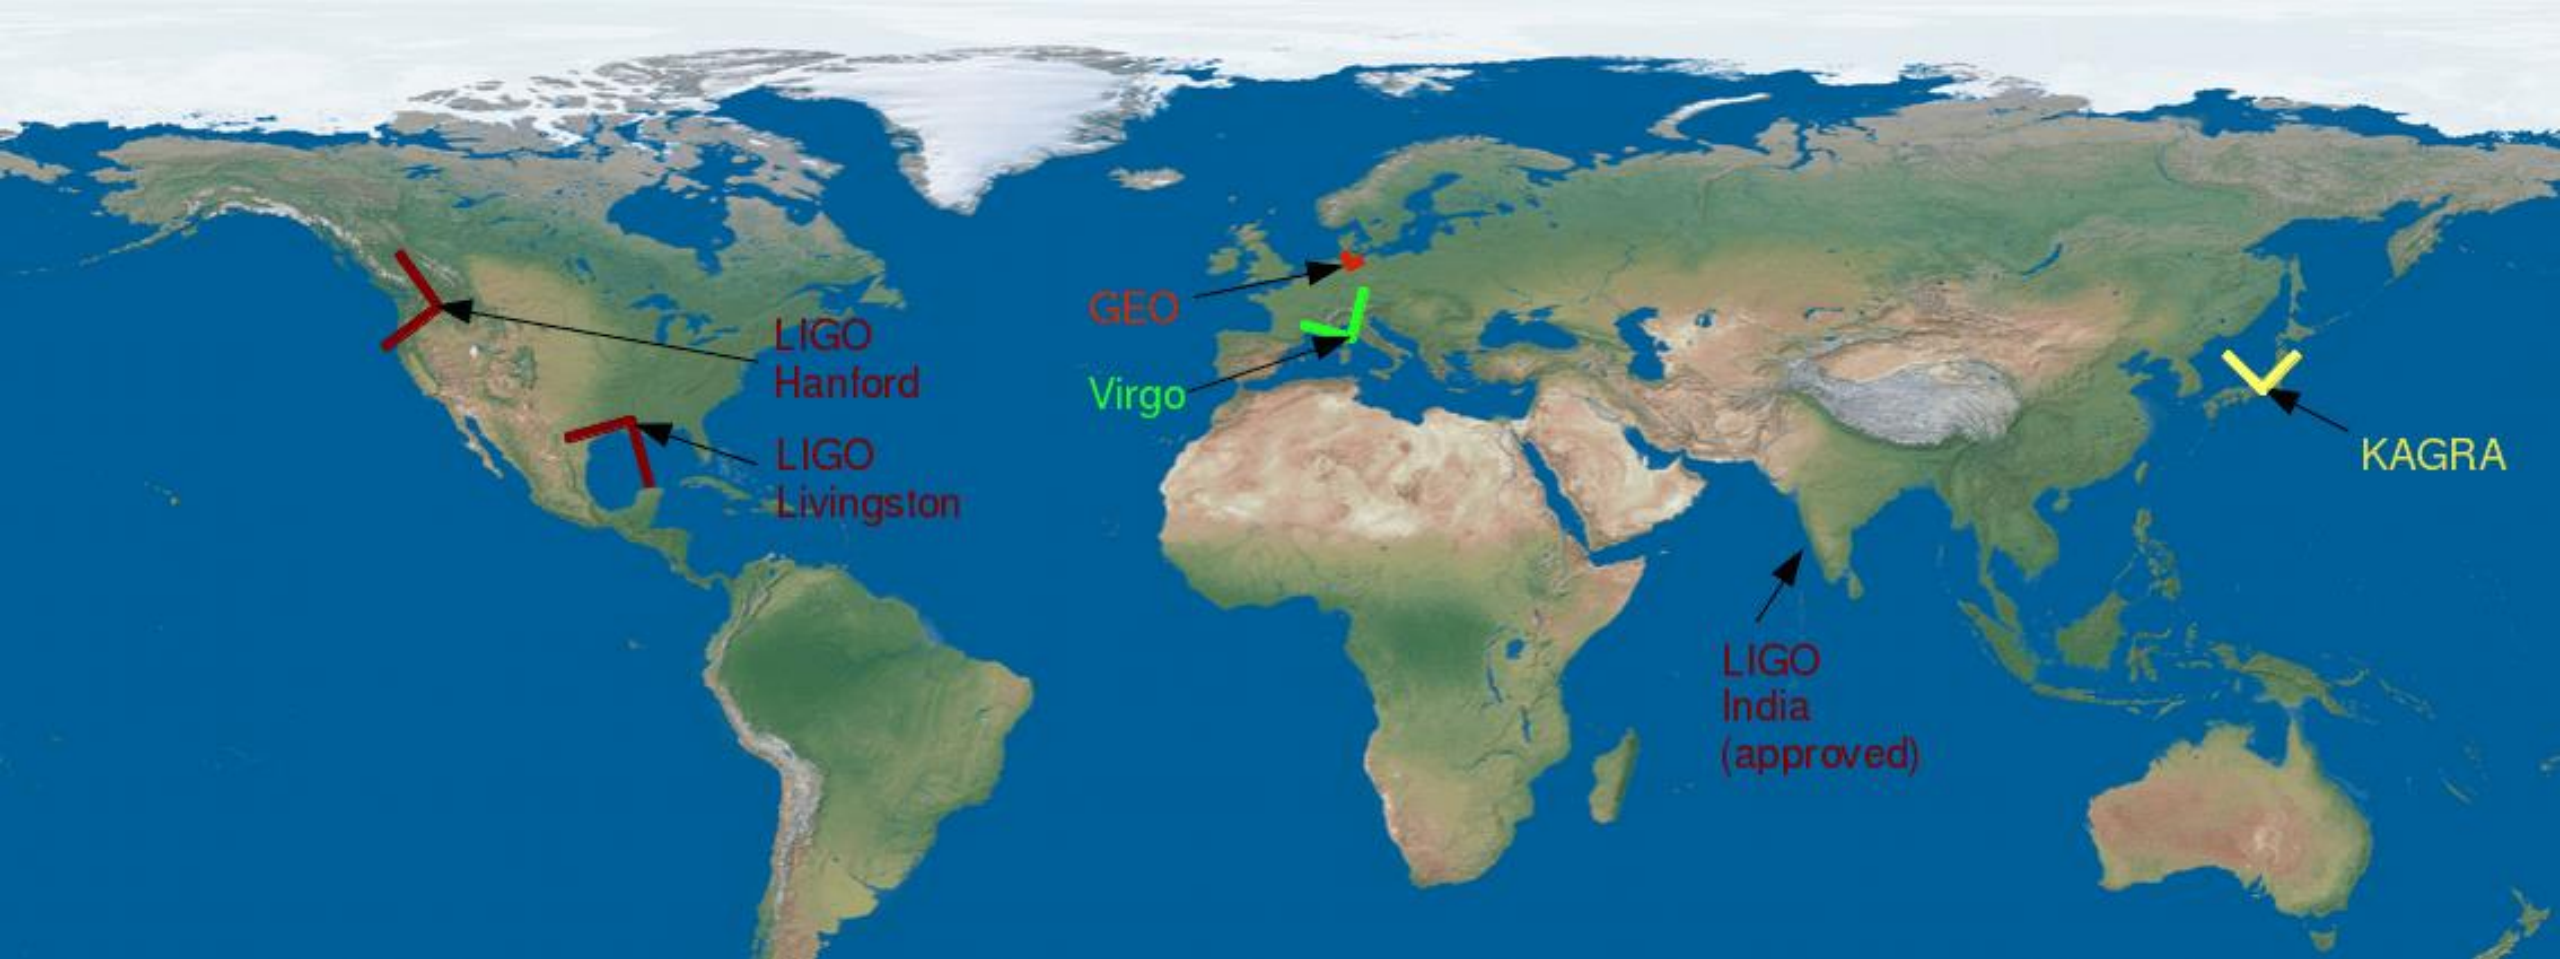 LIGO
Hanford
LIGO
Livingston
GEO
Virgo
KAGRA
LIGO
India
(approved)